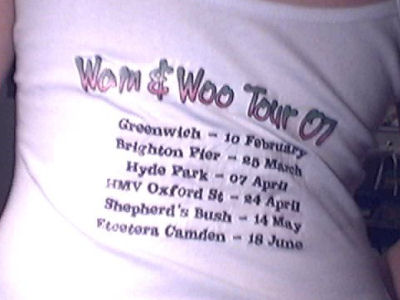 Wom & Woo Tour 07
Greenwich - 10 February
Brighton Pier - 25 March
Hyde Park - 07 April
HMV Oxford St - 24 April
Shepherd's Bush - 14 May
Etcetera Camden - 18 June